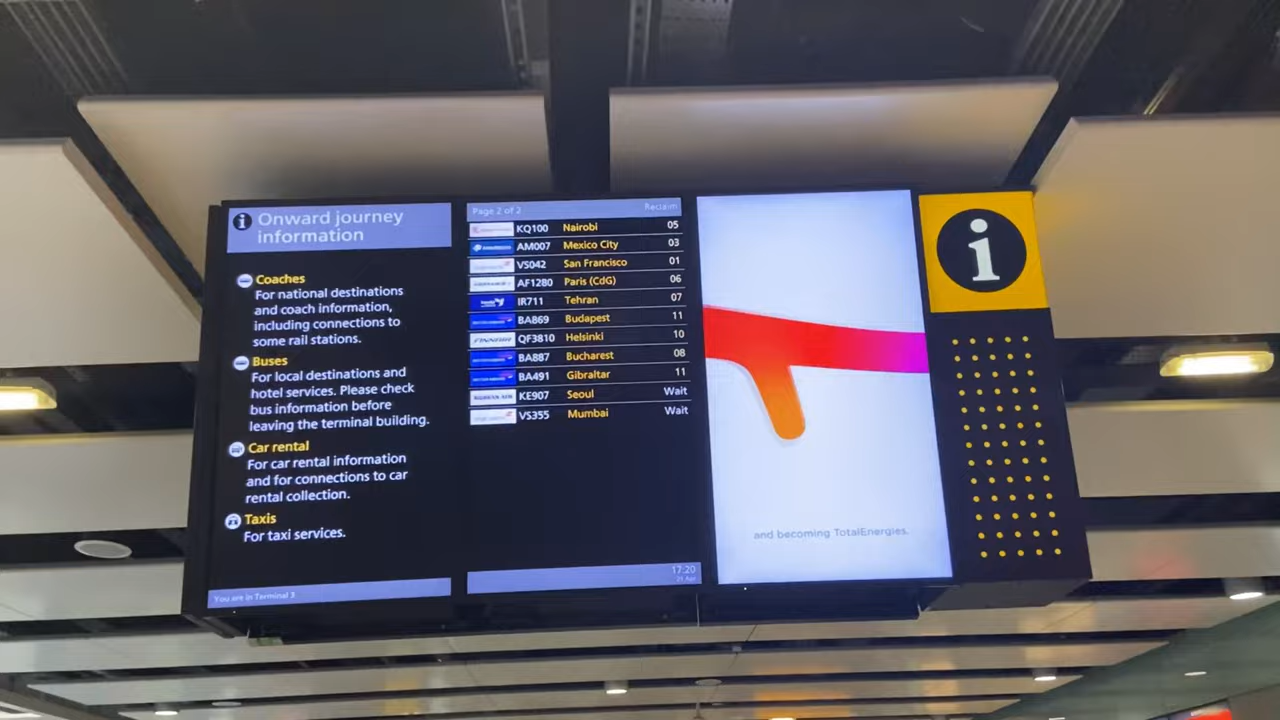 i Onward journey
information
Coaches
For national destinations
and coach information,
including connections to
some rail stations.
Buses
For local destinations and
hotel services. Please check
bus information before
leaving the terminal building.
Car rental
For car rental information
and for connections to car
rental collection.
Taxis
For taxi services.
You are in Terminal 3
Page 2 of 2 Reclaim
KQ100 Nairobi 05
AM007 Mexico City 03
VS042 San Francisco 01
AF1280 Paris (CdG) 06
IR711 Tehran 07
BA869 Budapest 11
FINNAIR QF3810 Helsinki 10
BA887 Bucharest 08
BA491 Gibraltar 11
KOREAN AIR KE907 Seoul Wait
VS355 Mumbai Wait
17:20
21 Apr
and becoming TotalEnergies.
i